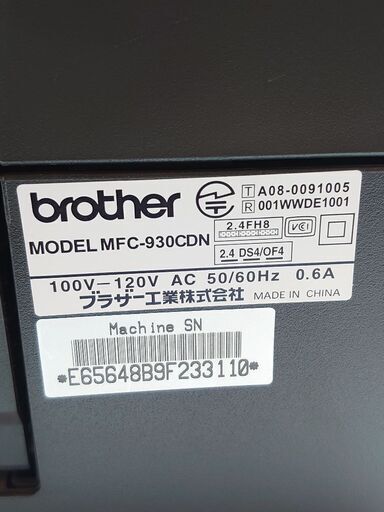 brother
T A08-0091005
R 001WWDE1001
MODEL MFC-930CDN
2.4FH8
VCI
2.4 DS4/OF4
100V-120V AC 50/60Hz 0.6A
ブラザー工業株式会社 MADE IN CHINA
Machine SN
*E65648B9F233110*